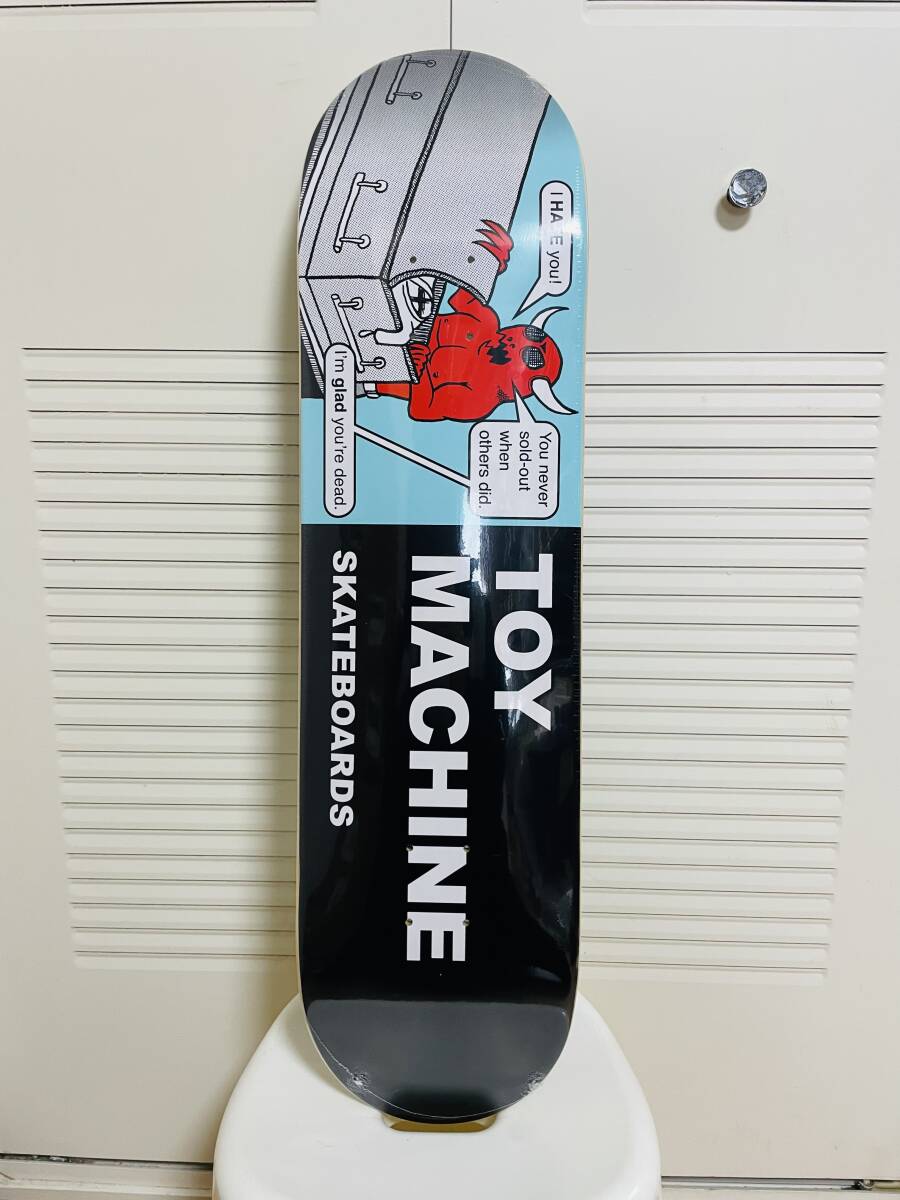 I HATE you!
You never
sold-out
when
others did.
I'm glad you're dead.
TOY
MACHINE
SKATEBOARDS